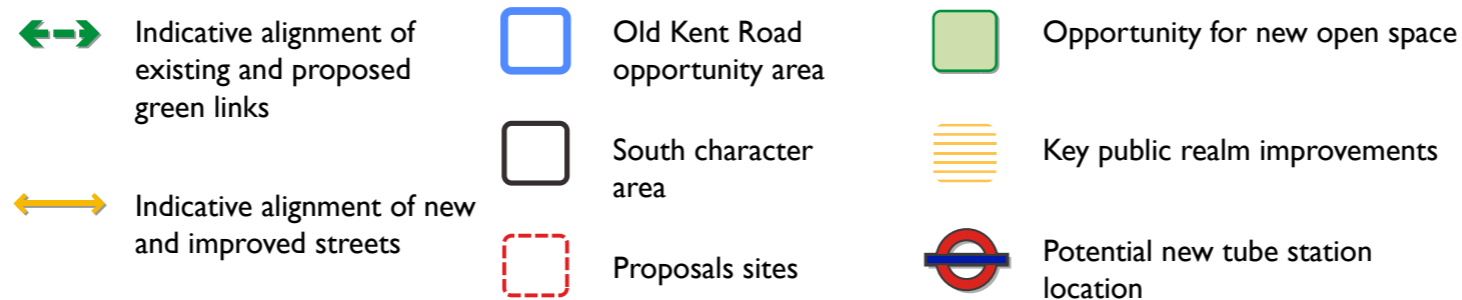 Indicative alignment of
existing and proposed
green links
Indicative alignment of new
and improved streets
Old Kent Road
opportunity area
South character
area
Proposals sites
Opportunity for new open space
Key public realm improvements
Potential new tube station
location